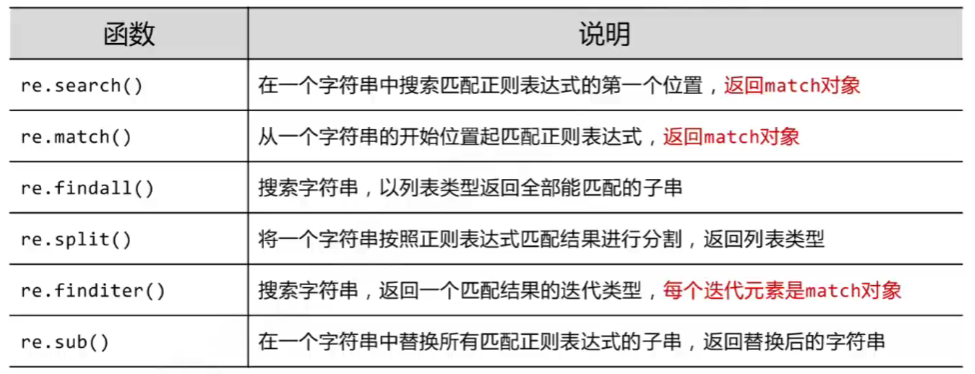 函数 说明
re.search() 在一个字符串中搜索匹配正则表达式的第一个位置，返回match对象
re.match() 从一个字符串的开始位置起匹配正则表达式，返回match对象
re.findall() 搜索字符串，以列表类型返回全部能匹配的子串
re.split() 将一个字符串按照正则表达式匹配结果进行分割，返回列表类型
re.finditer() 搜索字符串，返回一个匹配结果的迭代类型，每个迭代元素是match对象
re.sub() 在一个字符串中替换所有匹配正则表达式的子串，返回替换后的字符串